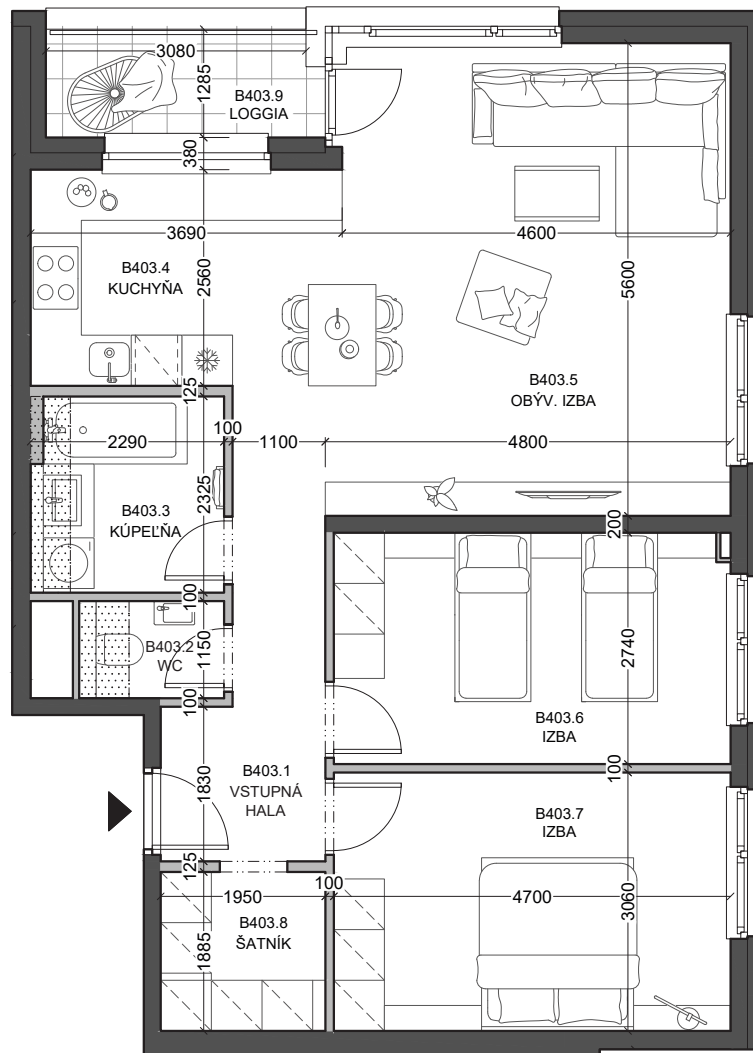 3080
1285
B403.9
LOGGIA
380
3690
4600
2560
5600
B403.4
KUCHYŇA
B403.5
OBÝV. IZBA
125
2290
100
1100
4800
2325
B403.3
KÚPEĽŇA
200
100
B403.2
WC
1150
2740
100
B403.6
IZBA
B403.1
VSTUPNÁ
HALA
1830
100
B403.7
IZBA
125
1950
100
4700
3060
B403.8
ŠATNÍK
1885